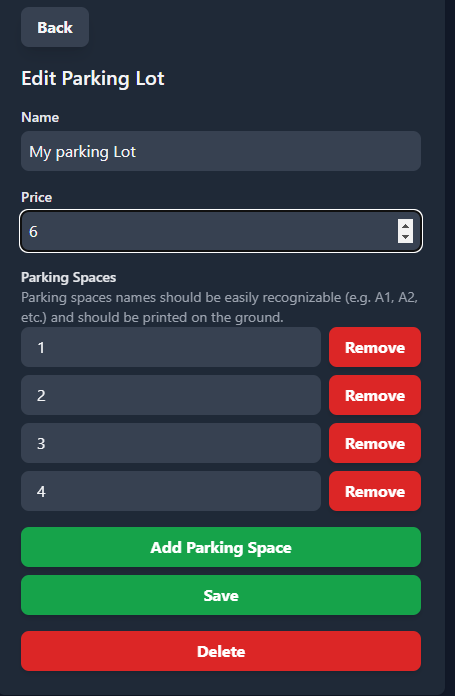 Back
Edit Parking Lot
Name
My parking Lot
Price
6
Parking Spaces
Parking spaces names should be easily recognizable (e.g. A1, A2,
etc.) and should be printed on the ground.
1 Remove
2 Remove
3 Remove
4 Remove
Add Parking Space
Save
Delete